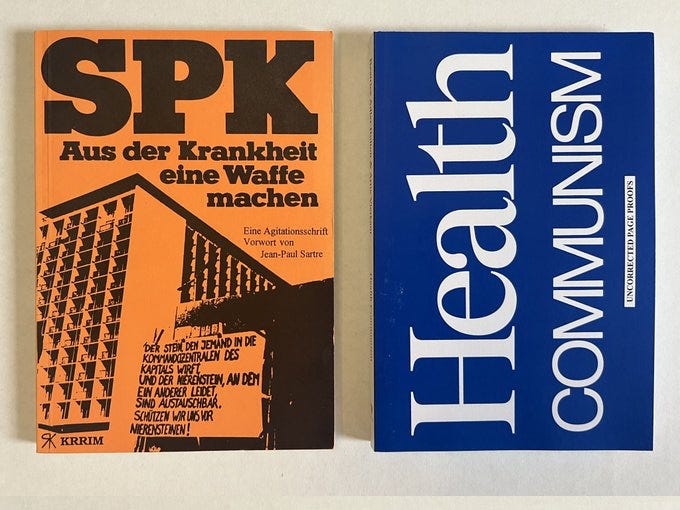 SPK
Aus der Krankheit
eine Waffe
machen
Eine Agitationsschrift
Vorwort von
Jean-Paul Sartre
"DER STEIN, DEN JEMAND IN DIE
KOMMANDOZENTRALEN DES
KAPITALS WIRFT,
UND DER NIERENSTEIN, AN DEM
EIN ANDERER LEIDET,
SIND AUSTAUSCHBAR.
SCHÜTZEN WIR UNS VOR
NIERENSTEINEN!
KRRIM
Health
COMMUNISM
UNCORRECTED PAGE PROOFS